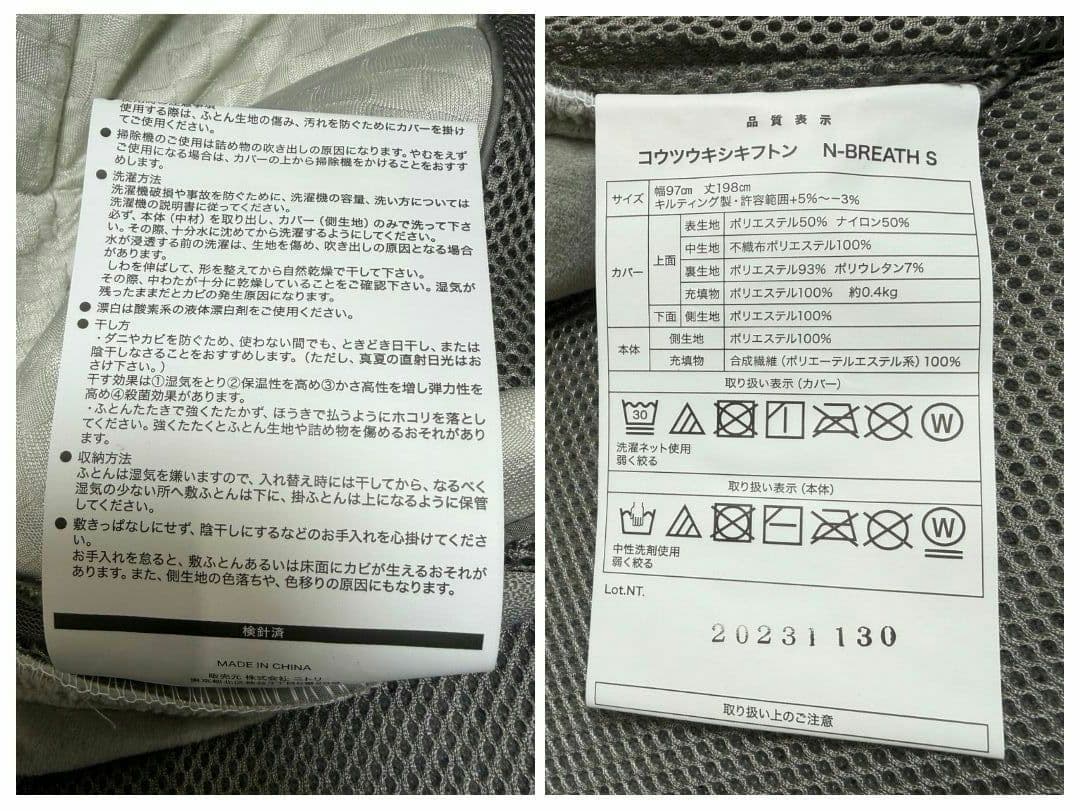 使用する際は、ふとん生地の傷み、汚れを防ぐためにカバーを掛け
てご使用ください。
● 掃除機のご使用は詰め物の吹き出しの原因になります。やむをえず
ご使用になる場合は、カバーの上から掃除機をかけることをおすす
めします。
● 洗濯方法
洗濯機破損や事故を防ぐために、洗濯機の容量、洗い方については
洗濯機の説明書に従ってください。
必ず、本体(中材)を取り出し、カバー(側生地)のみで洗って下さ
い。その際、十分水に沈めてから洗濯するようにしてください。
水が浸透する前の洗濯は、生地を傷め、吹き出しの原因となる場合
があります。
しわを伸ばして、形を整えてから自然乾燥で干して下さい。
その際、中わたが十分に乾燥していることをご確認下さい。湿気が
残ったままだとカビの発生原因になります。
● 漂白は酸素系の液体漂白剤をご使用ください。
● 干し方
・ダニやカビを防ぐため、使わない間でも、ときどき日干し、または
陰干しなさることをおすすめします。(ただし、真夏の直射日光はお
さけ下さい。)
干す効果は①湿気をとり②保温性を高め③かさ高性を増し弾力性を
高め④殺菌効果があります。
・ふとんたたきで強くたたかず、ほうきで払うようにホコリを落とし
てください。強くたたくとふとん生地や詰め物を傷めるおそれがあり
ます。
● 収納方法
ふとんは湿気を嫌いますので、入れ替え時には干してから、なるべく
湿気の少ない所へ敷ふとんは下に、掛ふとんは上になるように保管
してください。
● 敷きっぱなしにせず、陰干しにするなどのお手入れを心掛けてくださ
い。
お手入れを怠ると、敷ふとんあるいは床面にカビが生えるおそれが
あります。また、側生地の色落ちや、色移りの原因にもなります。
検針済
MADE IN CHINA
販売元 株式会社 ニトリ
品質表示
コウツウキシキフトン N-BREATH S
サイズ 幅97cm 丈198cm
キルティング製・許容範囲+5%~-3%
カバー 上面 表生地 ポリエステル50% ナイロン50%
中生地 不織布ポリエステル100%
裏生地 ポリエステル93% ポリウレタン7%
充填物 ポリエステル100% 約0.4kg
下面 側生地 ポリエステル100%
本体 側生地 ポリエステル100%
充填物 合成繊維(ポリエーテルエステル系)100%
取り扱い表示(カバー)
30 W
洗濯ネット使用
弱く絞る
取り扱い表示(本体)
W
中性洗剤使用
弱く絞る
Lot.NT.
20231130
取り扱い上のご注意